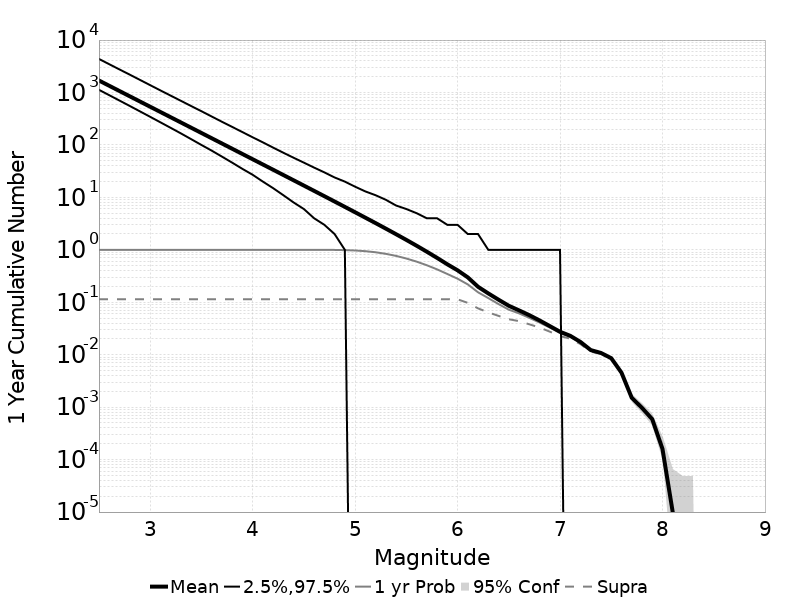 10^4
10^3
10^2
10^1
10^0
10^-1
10^-2
10^-3
10^-4
10^-5
1 Year Cumulative Number
3 4 5 6 7 8 9
Magnitude
Mean 2.5%,97.5% 1 yr Prob 95% Conf Supra